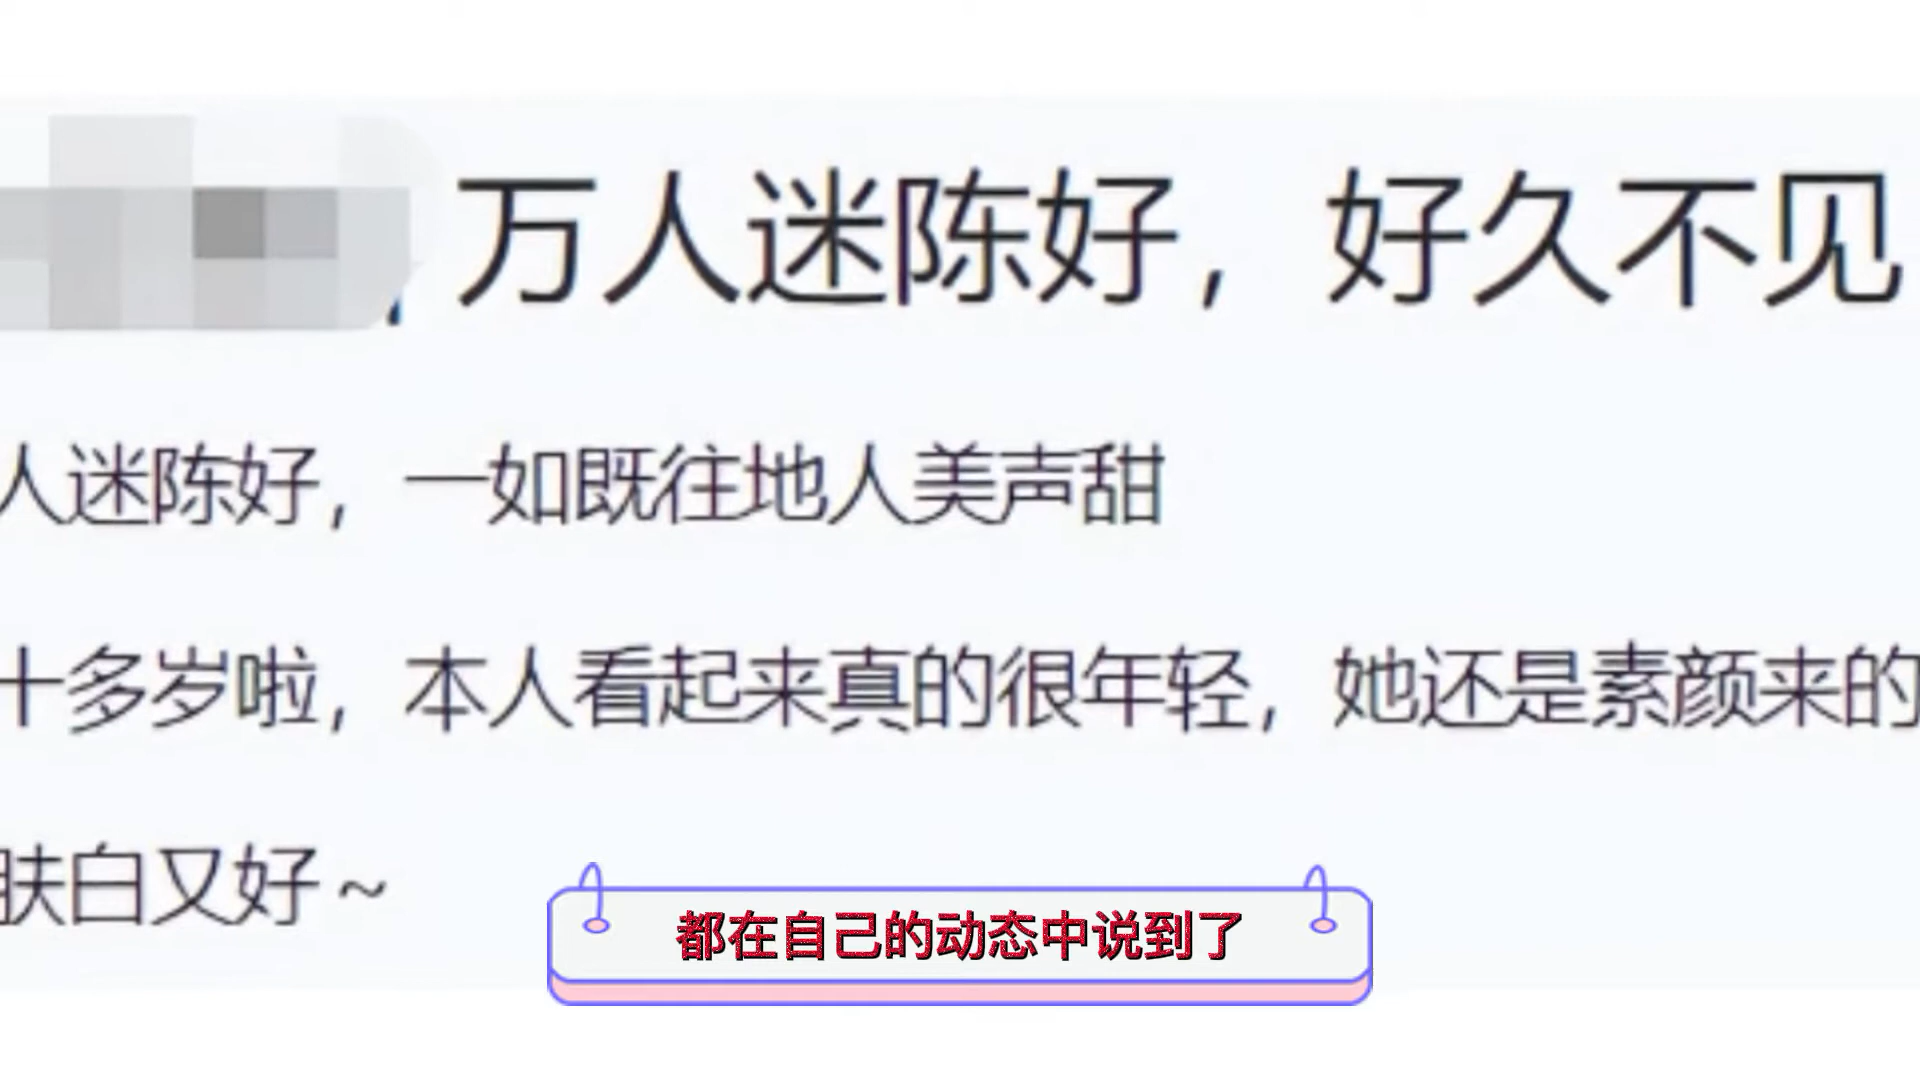 万人迷陈好，好久不见
人迷陈好，一如既往地人美声甜
十多岁啦，本人看起来真的很年轻，她还是素颜来的
肤白又好~
都在自己的动态中说到了